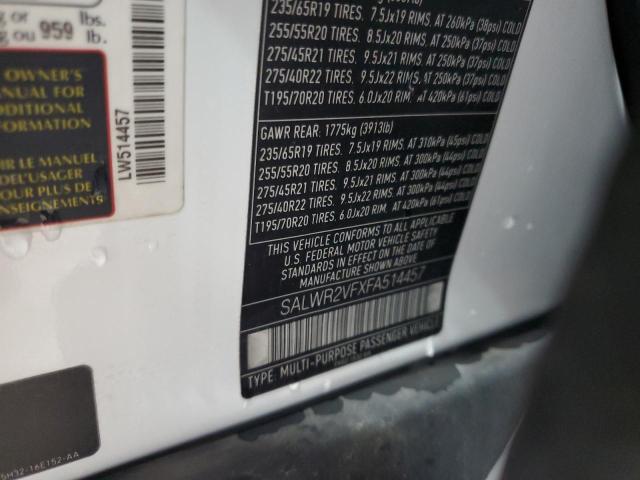 lbs.
ou 959 lb.
OWNER'S
MANUAL FOR
ADDITIONAL
INFORMATION
LE MANUEL
DE L'USAGER
POUR PLUS DE
LW514457
235/65R19 TIRES. 7.5Jx19 RIMS. AT 260kPa (38psi) COLD
255/55R20 TIRES. 8.5Jx20 RIMS. AT 250kPa (37psi) COLD
275/45R21 TIRES. 9.5Jx21 RIMS. AT 250kPa (37psi) COLD
275/40R22 TIRES. 9.5Jx22 RIMS. AT 250kPa (37psi) COLD
T195/70R20 TIRES. 6.0Jx20 RIM. AT 420kPa (61psi) COLD
GAWR REAR: 1775kg (3913lb)
235/65R19 TIRES. 7.5Jx19 RIMS. AT 310kPa (45psi) COLD
255/55R20 TIRES. 8.5Jx20 RIMS. AT 300kPa (44psi) COLD
275/45R21 TIRES. 9.5Jx21 RIMS. AT 300kPa (44psi) COLD
275/40R22 TIRES. 9.5Jx22 RIMS. AT 300kPa (44psi) COLD
T195/70R20 TIRES. 6.0Jx20 RIM. AT 420kPa (61psi) COLD
THIS VEHICLE CONFORMS TO ALL APPLICABLE
U.S. FEDERAL MOTOR VEHICLE SAFETY
STANDARDS IN EFFECT ON THE DATE OF
MANUFACTURE SHOWN ABOVE.
SALWR2VFXFA514457
TYPE: MULTI-PURPOSE PASSENGER VEHICLE
5H32-16E152-AA